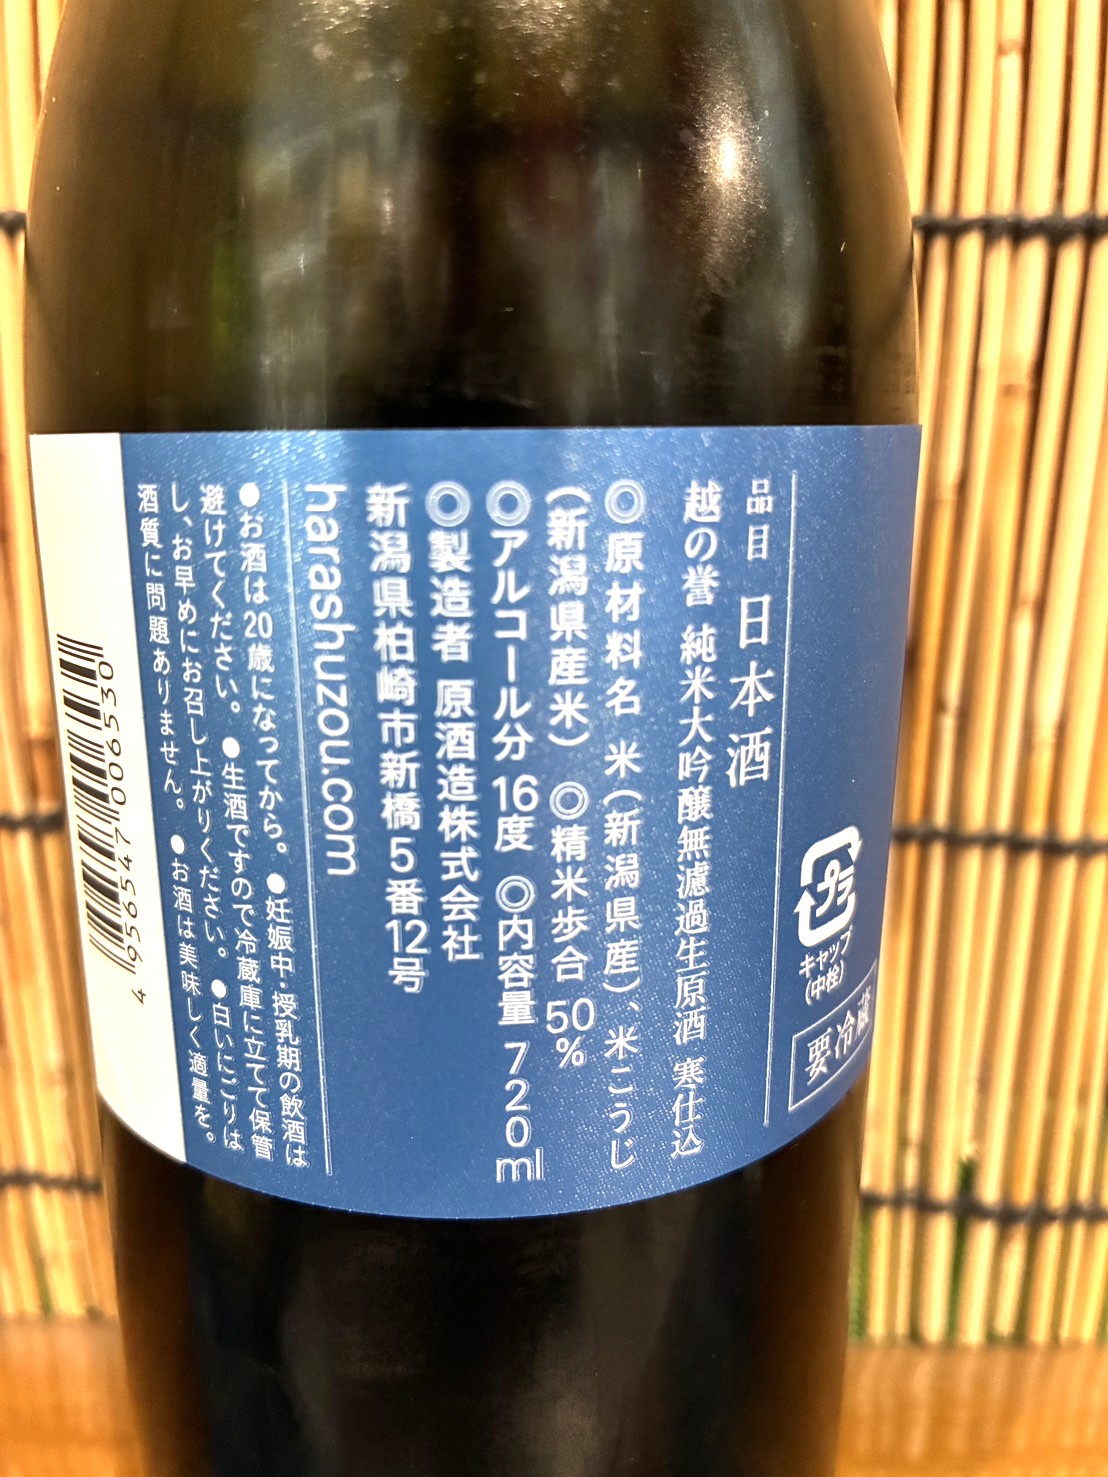 プラ
キャップ
(中栓)
要冷蔵
品目 日本酒
越の誉 純米大吟醸無濾過生原酒 寒仕込
◎原材料名 米(新潟県産)、米こうじ
(新潟県産米) ◎精米歩合 50%
◎アルコール分 16度 ◎内容量 720ml
◎製造者 原酒造株式会社
新潟県柏崎市新橋5番12号
harashuzou.com
●お酒は20歳になってから。●妊娠中・授乳期の飲酒は
避けてください。●生酒ですので冷蔵庫に立てて保管
し、お早めにお召し上がりください。●白いにごりは
酒質に問題ありません。●お酒は美味しく適量を。
4 956547 006530